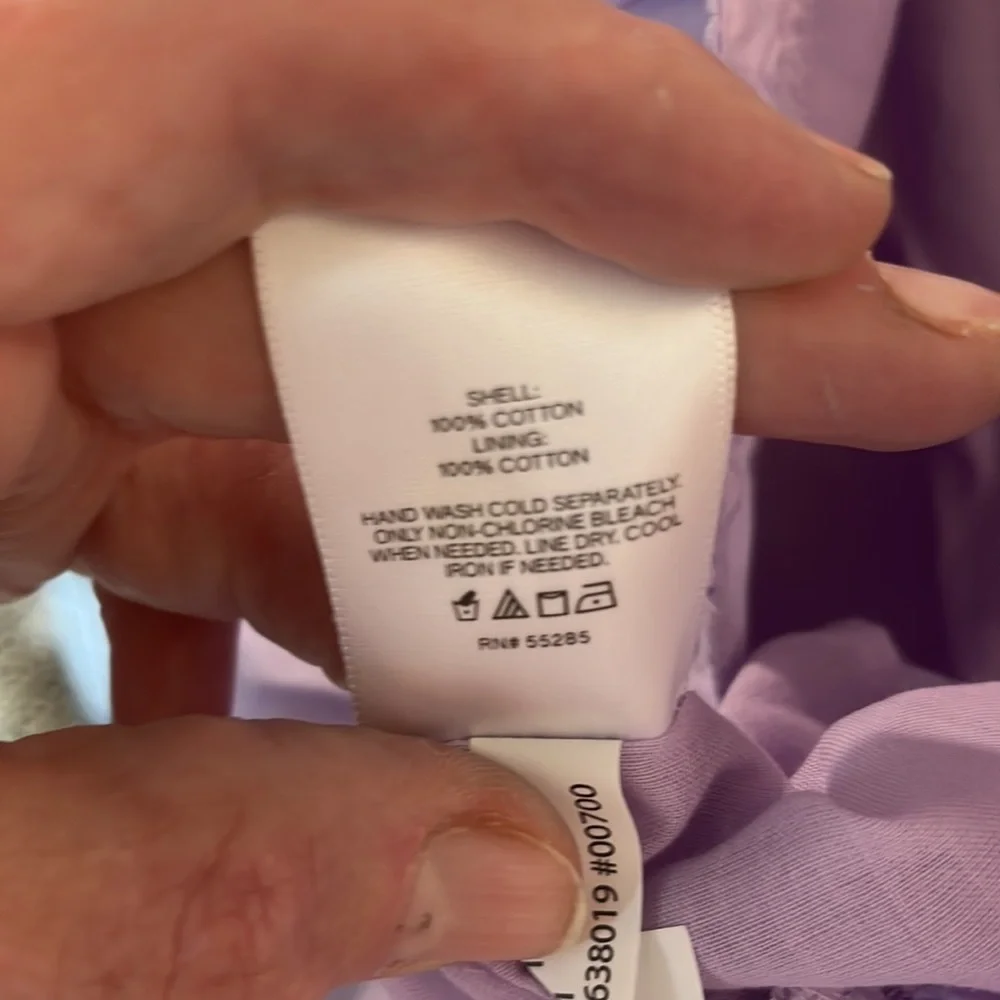 SHELL:
100% COTTON
LINING:
100% COTTON
HAND WASH COLD SEPARATELY.
ONLY NON-CHLORINE BLEACH
WHEN NEEDED. LINE DRY. COOL
IRON IF NEEDED.
RN# 55285
638019 #00700